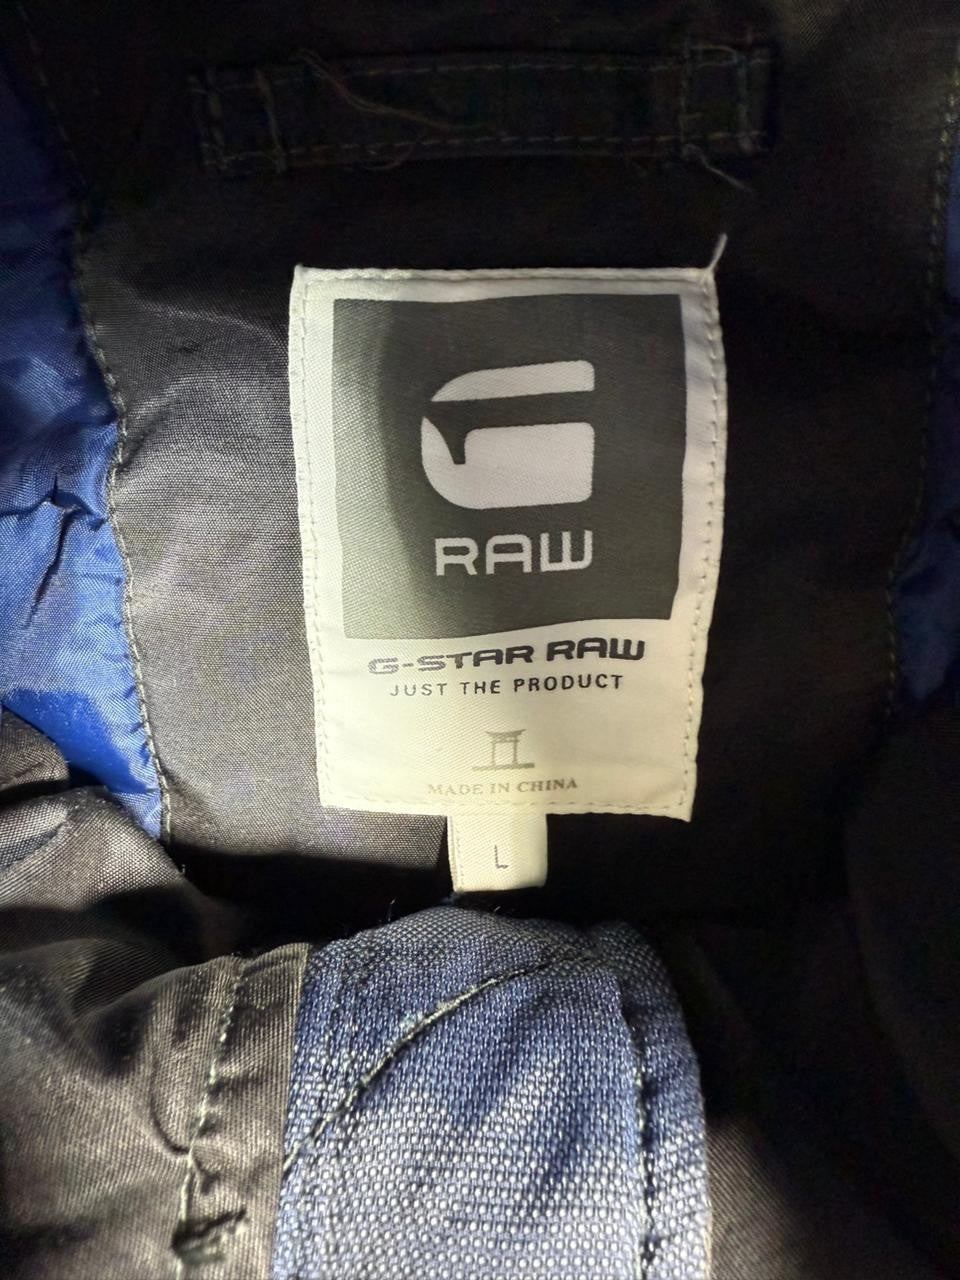 RAW
G-STAR RAW
JUST THE PRODUCT
MADE IN CHINA
L